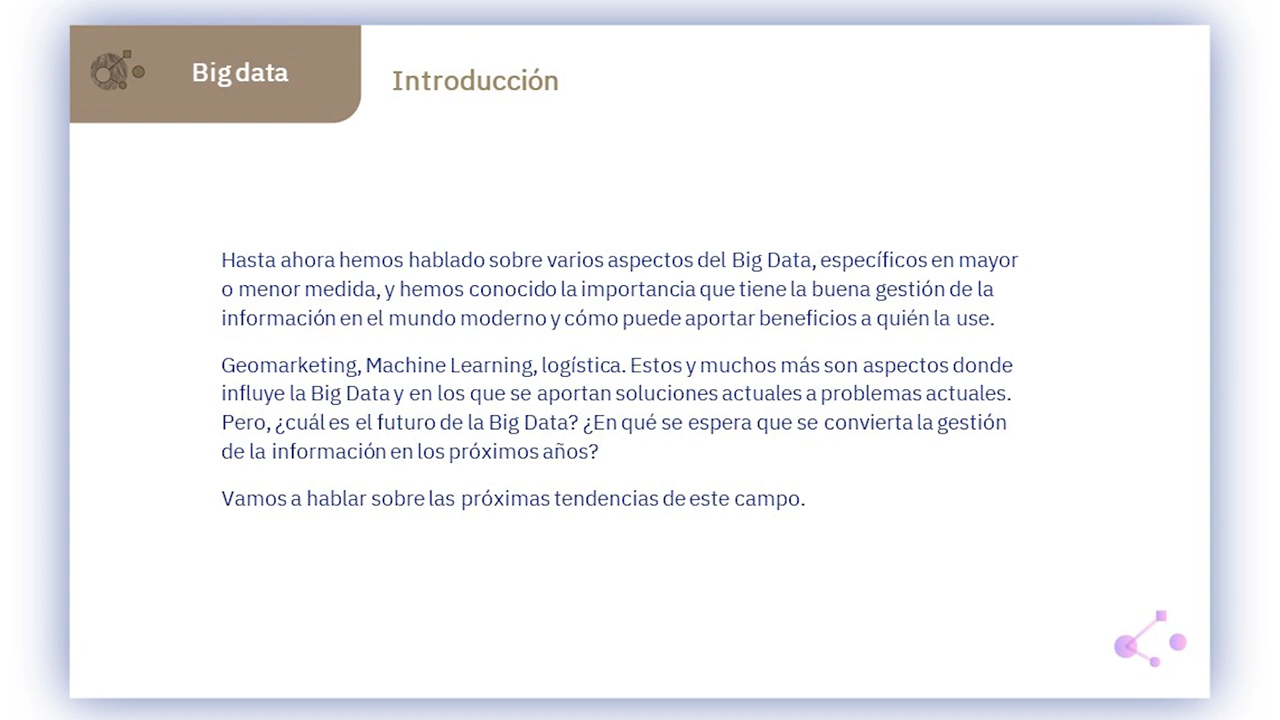 Big data
Introducción
Hasta ahora hemos hablado sobre varios aspectos del Big Data, específicos en mayor
o menor medida, y hemos conocido la importancia que tiene la buena gestión de la
información en el mundo moderno y cómo puede aportar beneficios a quién la use.
Geomarketing, Machine Learning, logística. Estos y muchos más son aspectos donde
influye la Big Data y en los que se aportan soluciones actuales a problemas actuales.
Pero, ¿cuál es el futuro de la Big Data? ¿En qué se espera que se convierta la gestión
de la información en los próximos años?
Vamos a hablar sobre las próximas tendencias de este campo.